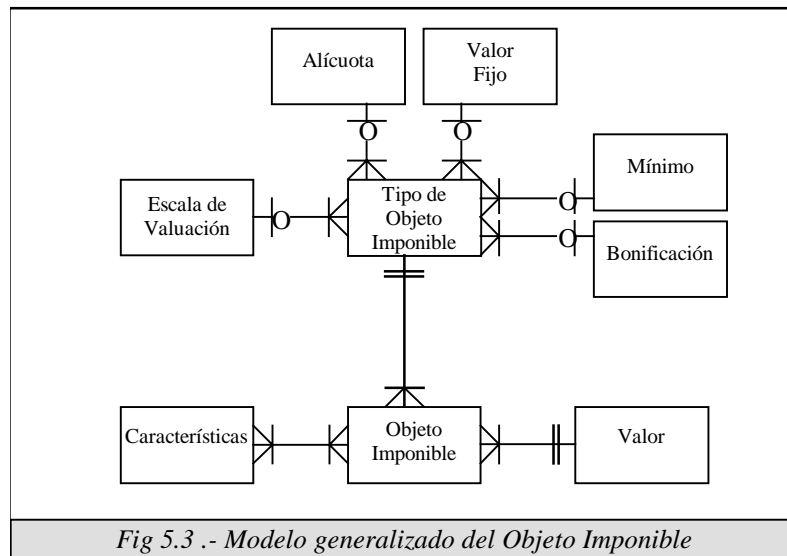 Alícuota
Valor
Fijo
Mínimo
Escala de
Valuación
Tipo de
Objeto
Imponible
Bonificación
Características
Objeto
Imponible
Valor
Fig 5.3 .- Modelo generalizado del Objeto Imponible